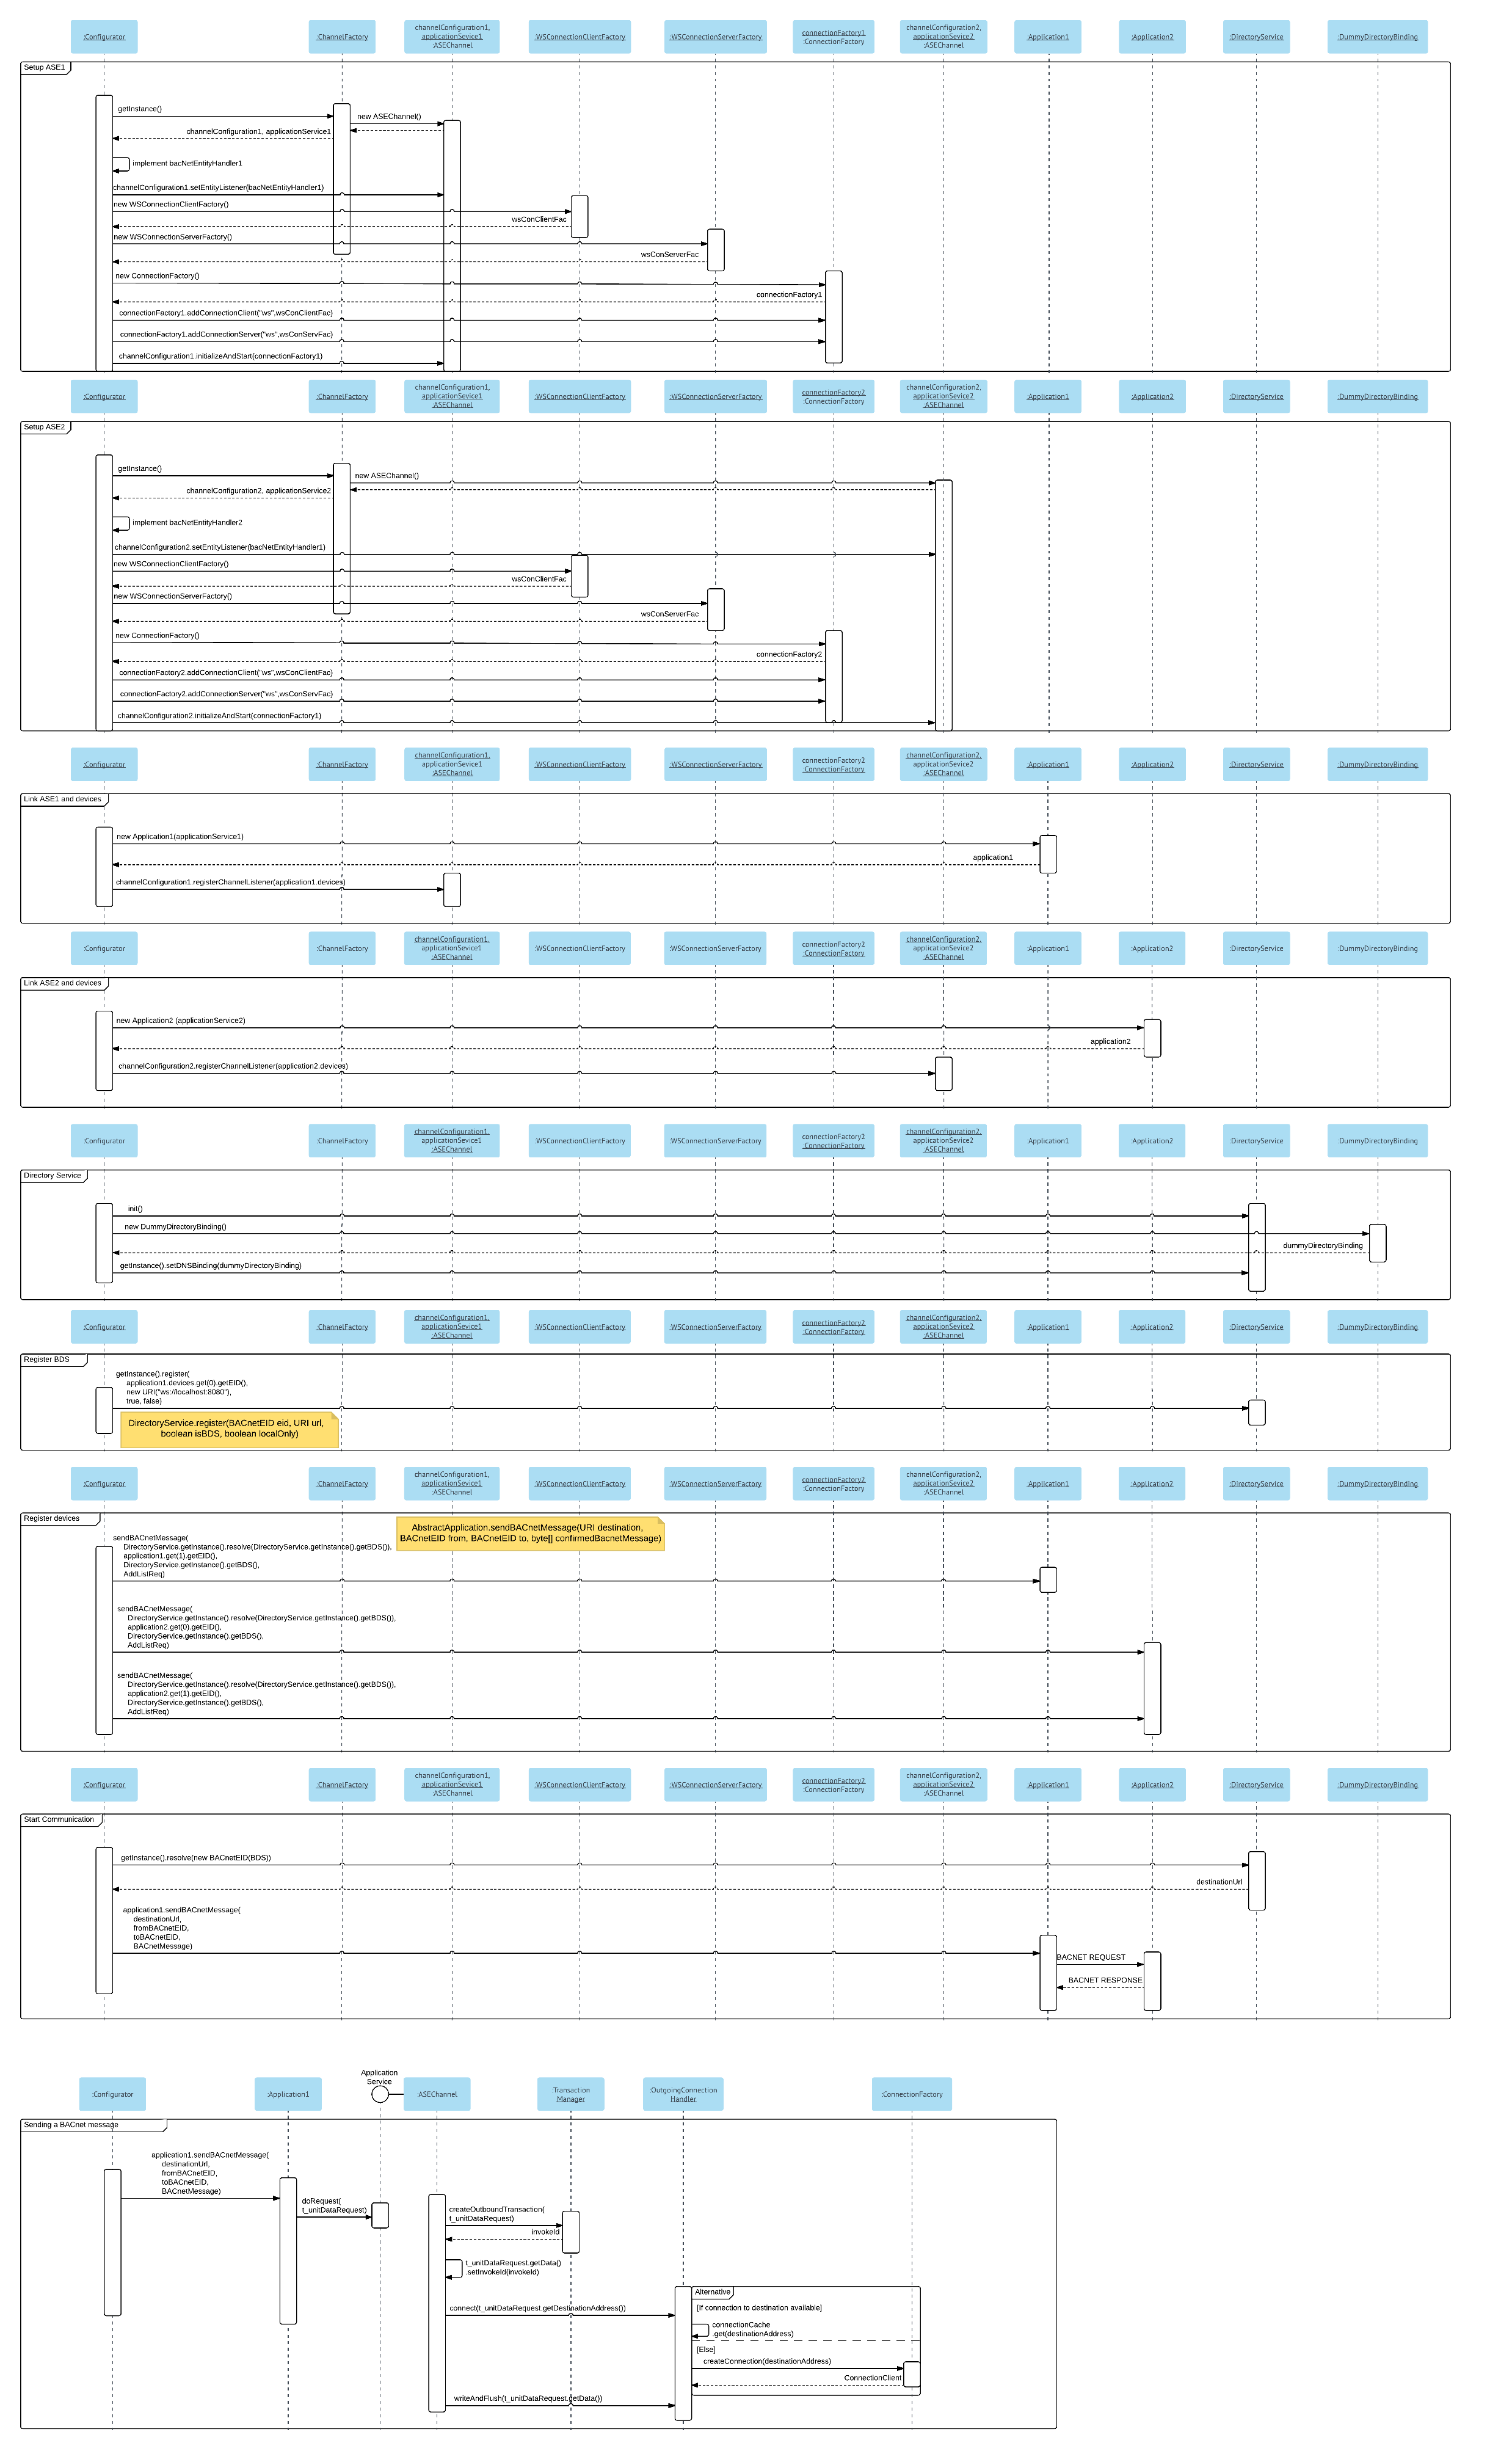 :Configurator
:ChannelFactory
channelConfiguration1,
applicationSevice1
:ASEChannel
:WSConnectionClientFactory
:WSConnectionServerFactory
connectionFactory1
:ConnectionFactory
channelConfiguration2,
applicationSevice2
:ASEChannel
:Application1
:Application2
:DirectoryService
:DummyDirectoryBinding
Setup ASE1
getInstance()
new ASEChannel()
channelConfiguration1, applicationService1
implement bacNetEntityHandler1
channelConfiguration1.setEntityListener(bacNetEntityHandler1)
new WSConnectionClientFactory()
wsConClientFac
new WSConnectionServerFactory()
wsConServerFac
new ConnectionFactory()
connectionFactory1
connectionFactory1.addConnectionClient("ws",wsConClientFac)
connectionFactory1.addConnectionServer("ws",wsConServFac)
channelConfiguration1.initializeAndStart(connectionFactory1)
:Configurator
:ChannelFactory
channelConfiguration1,
applicationSevice1
:ASEChannel
:WSConnectionClientFactory
:WSConnectionServerFactory
connectionFactory2
:ConnectionFactory
channelConfiguration2,
applicationSevice2
:ASEChannel
:Application1
:Application2
:DirectoryService
:DummyDirectoryBinding
Setup ASE2
getInstance()
new ASEChannel()
channelConfiguration2, applicationService2
implement bacNetEntityHandler2
channelConfiguration2.setEntityListener(bacNetEntityHandler1)
new WSConnectionClientFactory()
wsConClientFac
new WSConnectionServerFactory()
wsConServerFac
new ConnectionFactory()
connectionFactory2
connectionFactory2.addConnectionClient("ws",wsConClientFac)
connectionFactory2.addConnectionServer("ws",wsConServFac)
channelConfiguration2.initializeAndStart(connectionFactory1)
:Configurator
:ChannelFactory
channelConfiguration1,
applicationSevice1
:ASEChannel
:WSConnectionClientFactory
:WSConnectionServerFactory
connectionFactory2
:ConnectionFactory
channelConfiguration2,
applicationSevice2
:ASEChannel
:Application1
:Application2
:DirectoryService
:DummyDirectoryBinding
Link ASE1 and devices
new Application1(applicationService1)
application1
channelConfiguration1.registerChannelListener(application1.devices)
:Configurator
:ChannelFactory
channelConfiguration1,
applicationSevice1
:ASEChannel
:WSConnectionClientFactory
:WSConnectionServerFactory
connectionFactory2
:ConnectionFactory
channelConfiguration2,
applicationSevice2
:ASEChannel
:Application1
:Application2
:DirectoryService
:DummyDirectoryBinding
Link ASE2 and devices
new Application2 (applicationService2)
application2
channelConfiguration2.registerChannelListener(application2.devices)
:Configurator
:ChannelFactory
channelConfiguration1,
applicationSevice1
:ASEChannel
:WSConnectionClientFactory
:WSConnectionServerFactory
connectionFactory2
:ConnectionFactory
channelConfiguration2,
applicationSevice2
:ASEChannel
:Application1
:Application2
:DirectoryService
:DummyDirectoryBinding
Directory Service
init()
new DummyDirectoryBinding()
dummyDirectoryBinding
getInstance().setDNSBinding(dummyDirectoryBinding)
:Configurator
:ChannelFactory
channelConfiguration1,
applicationSevice1
:ASEChannel
:WSConnectionClientFactory
:WSConnectionServerFactory
connectionFactory2
:ConnectionFactory
channelConfiguration2,
applicationSevice2
:ASEChannel
:Application1
:Application2
:DirectoryService
:DummyDirectoryBinding
Register BDS
getInstance().register(
application1.devices.get(0).getEID(),
new URI("ws://localhost:8080"),
true, false)
DirectoryService.register(BACnetEID eid, URI url,
boolean isBDS, boolean localOnly)
:Configurator
:ChannelFactory
channelConfiguration1,
applicationSevice1
:ASEChannel
:WSConnectionClientFactory
:WSConnectionServerFactory
connectionFactory2
:ConnectionFactory
channelConfiguration2,
applicationSevice2
:ASEChannel
:Application1
:Application2
:DirectoryService
:DummyDirectoryBinding
Register devices
AbstractApplication.sendBACnetMessage(URI destination,
BACnetEID from, BACnetEID to, byte[] confirmedBacnetMessage)
sendBACnetMessage(
DirectoryService.getInstance().resolve(DirectoryService.getInstance().getBDS()),
application1.get(1).getEID(),
DirectoryService.getInstance().getBDS(),
AddListReq)
sendBACnetMessage(
DirectoryService.getInstance().resolve(DirectoryService.getInstance().getBDS()),
application2.get(0).getEID(),
DirectoryService.getInstance().getBDS(),
AddListReq)
sendBACnetMessage(
DirectoryService.getInstance().resolve(DirectoryService.getInstance().getBDS()),
application2.get(1).getEID(),
DirectoryService.getInstance().getBDS(),
AddListReq)
:Configurator
:ChannelFactory
channelConfiguration1,
applicationSevice1
:ASEChannel
:WSConnectionClientFactory
:WSConnectionServerFactory
connectionFactory2
:ConnectionFactory
channelConfiguration2,
applicationSevice2
:ASEChannel
:Application1
:Application2
:DirectoryService
:DummyDirectoryBinding
Start Communication
getInstance().resolve(new BACnetEID(BDS))
destinationUrl
application1.sendBACnetMessage(
destinationUrl,
fromBACnetEID,
toBACnetEID,
BACnetMessage)
BACNET REQUEST
BACNET RESPONSE
Application
Service
:Configurator
:Application1
:ASEChannel
:Transaction
Manager
:OutgoingConnection
Handler
:ConnectionFactory
Sending a BACnet message
application1.sendBACnetMessage(
destinationUrl,
fromBACnetEID,
toBACnetEID,
BACnetMessage)
doRequest(
t_unitDataRequest)
createOutboundTransaction(
t_unitDataRequest)
invokeId
t_unitDataRequest.getData()
.setInvokeId(invokeId)
Alternative
[If connection to destination available]
connect(t_unitDataRequest.getDestinationAddress())
connectionCache
.get(destinationAddress)
[Else]
createConnection(destinationAddress)
ConnectionClient
writeAndFlush(t_unitDataRequest.getData())